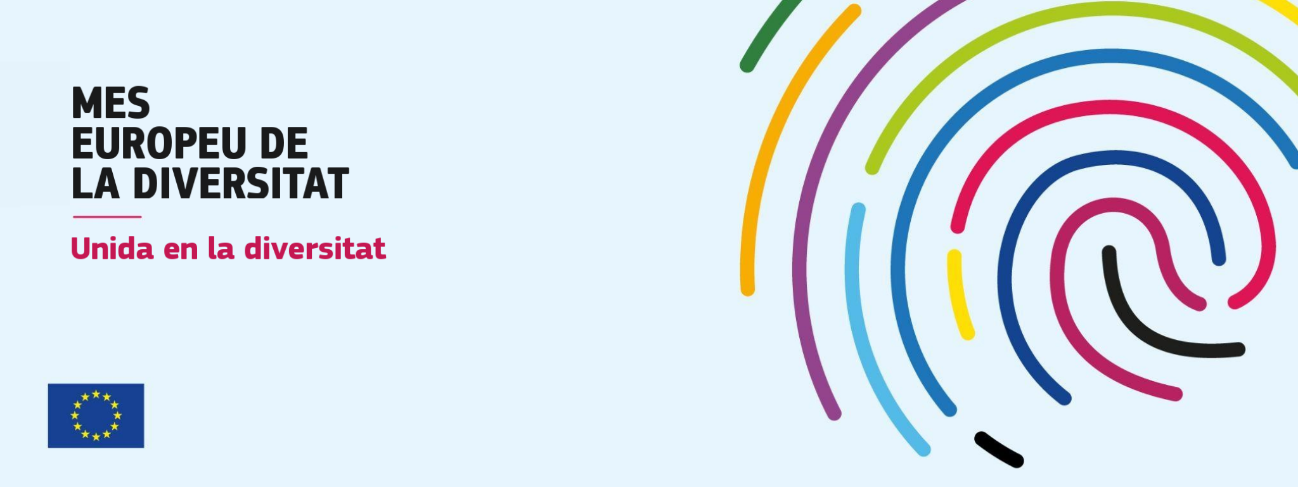 MES
EUROPEU DE
LA DIVERSITAT
Unida en la diversitat